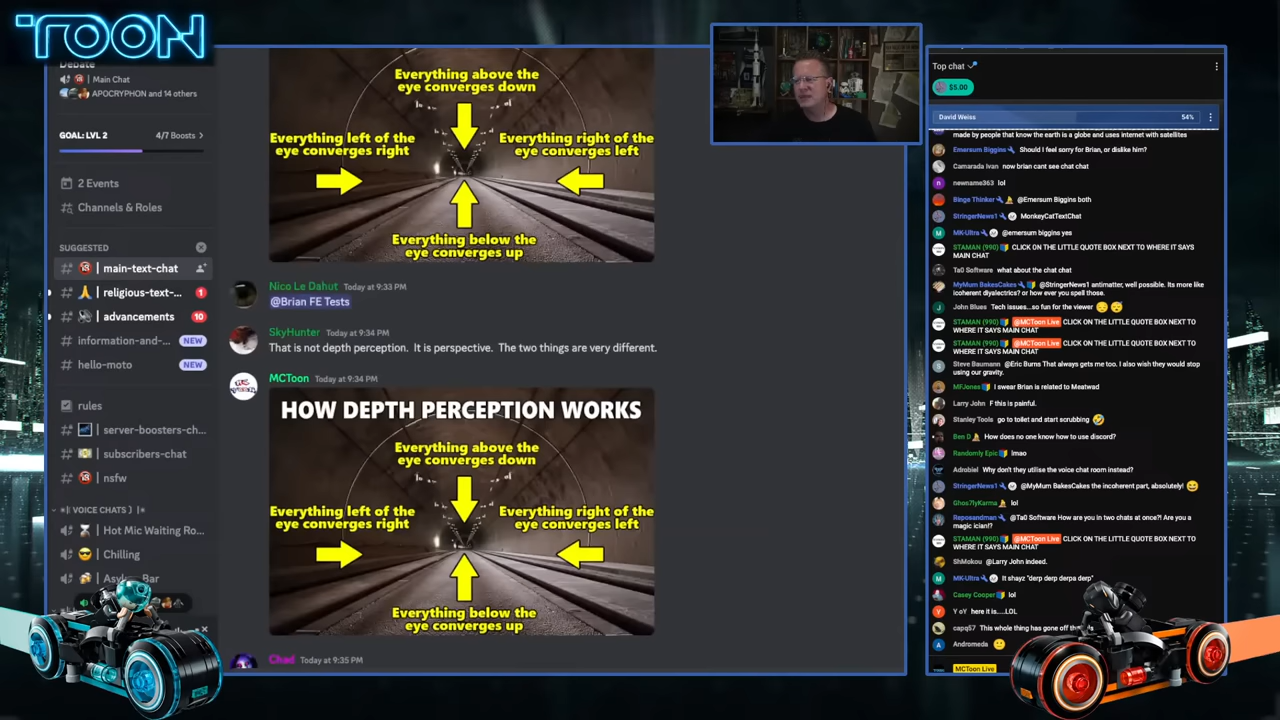 TOON
Debate
Main Chat
APOCRYPHON and 14 others
GOAL: LVL 2
4/7 Boosts >
2 Events
Channels & Roles
SUGGESTED
# | main-text-chat
# | religious-text-...
1
# | advancements
10
# information-and-...
NEW
# hello-moto
NEW
rules
# | server-boosters-ch...
# | subscribers-chat
# | nsfw
VOICE CHATS
| Hot Mic Waiting Ro...
| Chilling
Everything above the
eye converges down
Everything left of the
eye converges right
Everything right of the
eye converges left
Everything below the
eye converges up
Nico Le Dahut Today at 9:33 PM
@Brian FE Tests
SkyHunter Today at 9:34 PM
That is not depth perception. It is perspective. The two things are very different.
MCToon Today at 9:34 PM
HOW DEPTH PERCEPTION WORKS
Everything above the
eye converges down
Everything left of the
eye converges right
Everything right of the
eye converges left
Everything below the
eye converges up
Chad Today at 9:35 PM
Top chat
$5.00
David Weiss
54%
made by people that know the earth is a globe and uses internet with satellites
Emersum Biggins Should I feel sorry for Brian, or dislike him?
Camarada Ivan now brian cant see chat chat
newname363 lol
Binge Thinker @Emersum Biggins both
StringerNews1 MonkeyCatTextChat
MK-Ultra @emersum biggins yes
STAMAN (990) CLICK ON THE LITTLE QUOTE BOX NEXT TO WHERE IT SAYS
MAIN CHAT
Ta0 Software what about the chat chat
MyMum BakesCakes @StringerNews1 antimatter, well possible. Its more like
icoherent diyalectrics? or how ever you spell those.
John Blues Tech issues...so fun for the viewer 😔 😴
STAMAN (990) @MCToon Live CLICK ON THE LITTLE QUOTE BOX NEXT TO
WHERE IT SAYS MAIN CHAT
STAMAN (990) @MCToon Live CLICK ON THE LITTLE QUOTE BOX NEXT TO
WHERE IT SAYS MAIN CHAT
Steve Baumann @Eric Burns That always gets me too. I also wish they would stop
using our gravity.
MFJones I swear Brian is related to Meatwad
Larry John F this is painful.
Stanley Tools go to toilet and start scrubbing 🤣
Ben D How does no one know how to use discord?
Randomly Epic lmao
Adrobiel Why don't they utilise the voice chat room instead?
StringerNews1 @MyMum BakesCakes the incoherent part, absolutely! 😄
Ghos7lyKarma lol
Reposandman @Ta0 Software How are you in two chats at once?! Are you a
magic ician!?
STAMAN (990) @MCToon Live CLICK ON THE LITTLE QUOTE BOX NEXT TO
WHERE IT SAYS MAIN CHAT
ShMokou @Larry John indeed.
MK-Ultra It shayz "derp derp derpa derp"
Casey Cooper lol
Y oY here it is.....LOL
capq57 This whole thing has gone off
Andromeda 🙂
MCToon Live